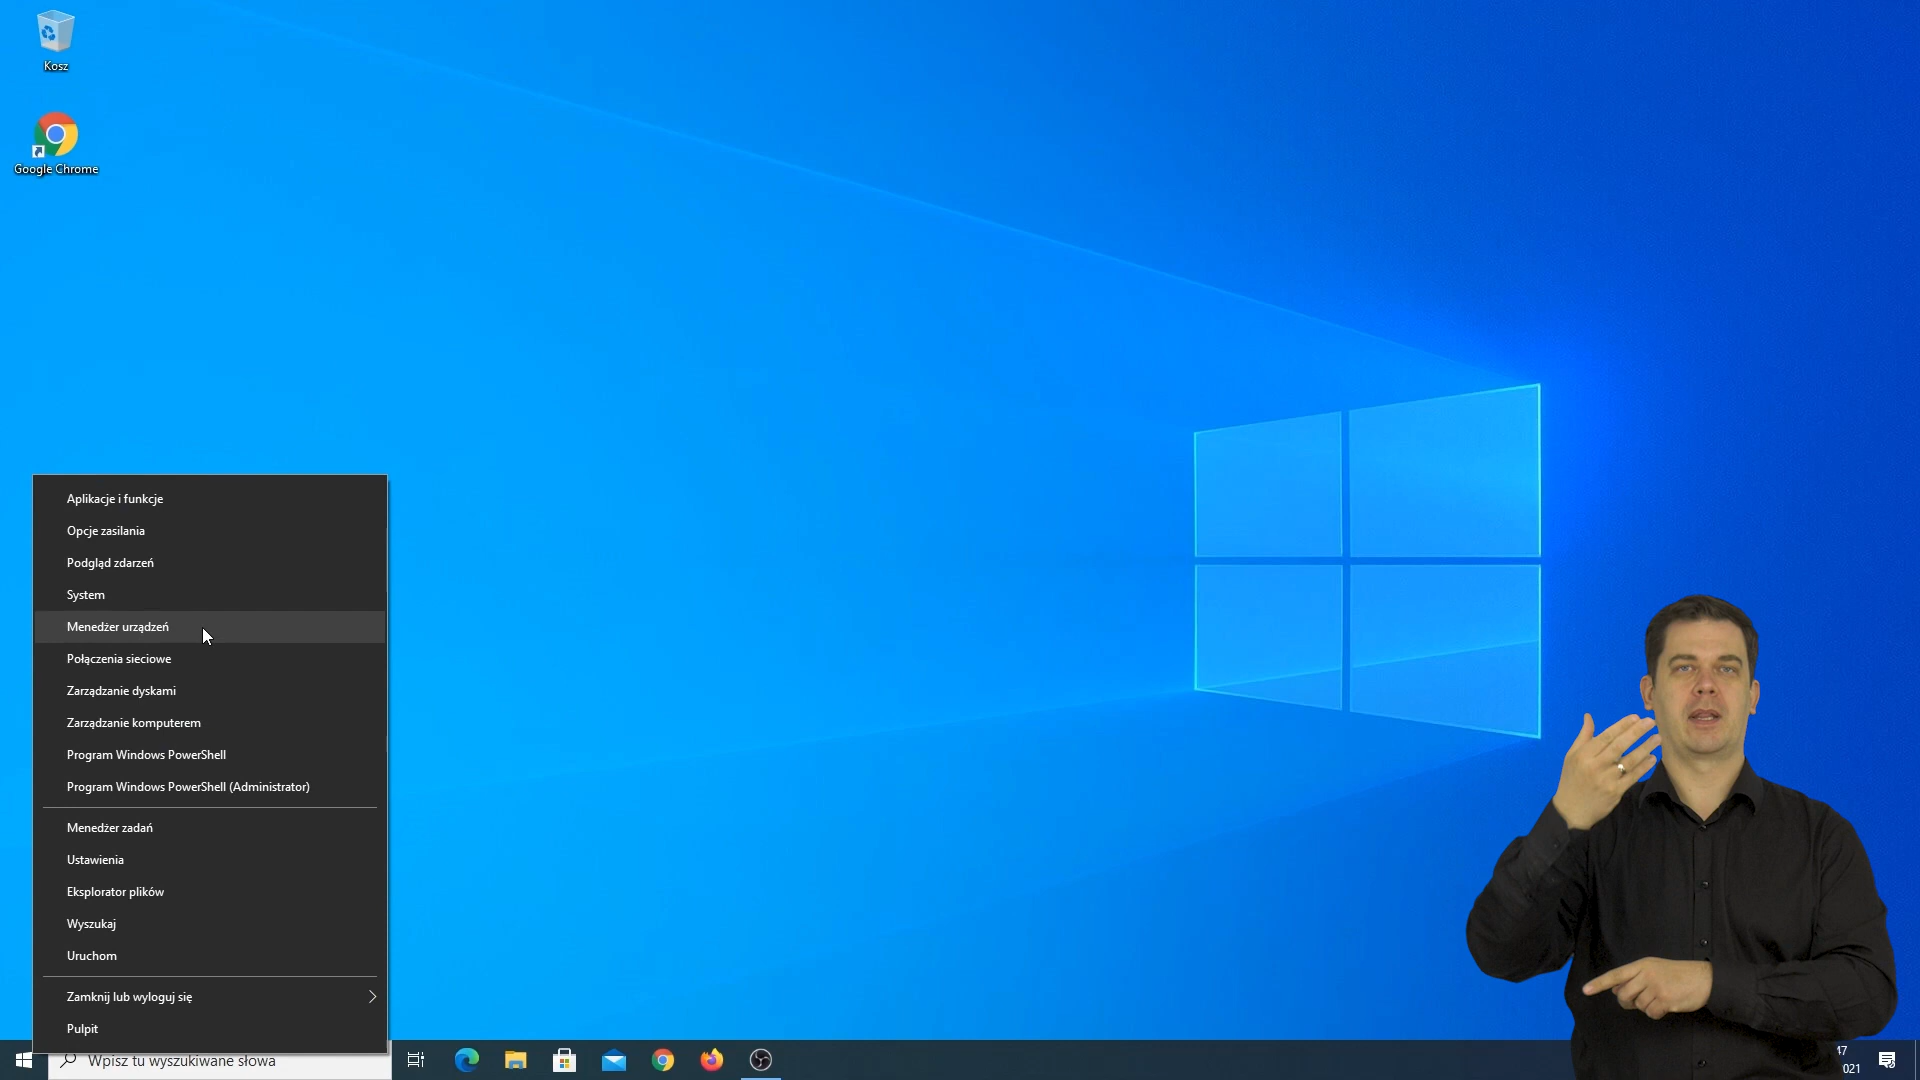 Kosz
Google Chrome
Aplikacje i funkcje
Opcje zasilania
Podgląd zdarzeń
System
Menedżer urządzeń
Połączenia sieciowe
Zarządzanie dyskami
Zarządzanie komputerem
Program Windows PowerShell
Program Windows PowerShell (Administrator)
Menedżer zadań
Ustawienia
Eksplorator plików
Wyszukaj
Uruchom
Zamknij lub wyloguj się
Pulpit
Wpisz tu wyszukiwane słowa
47
021